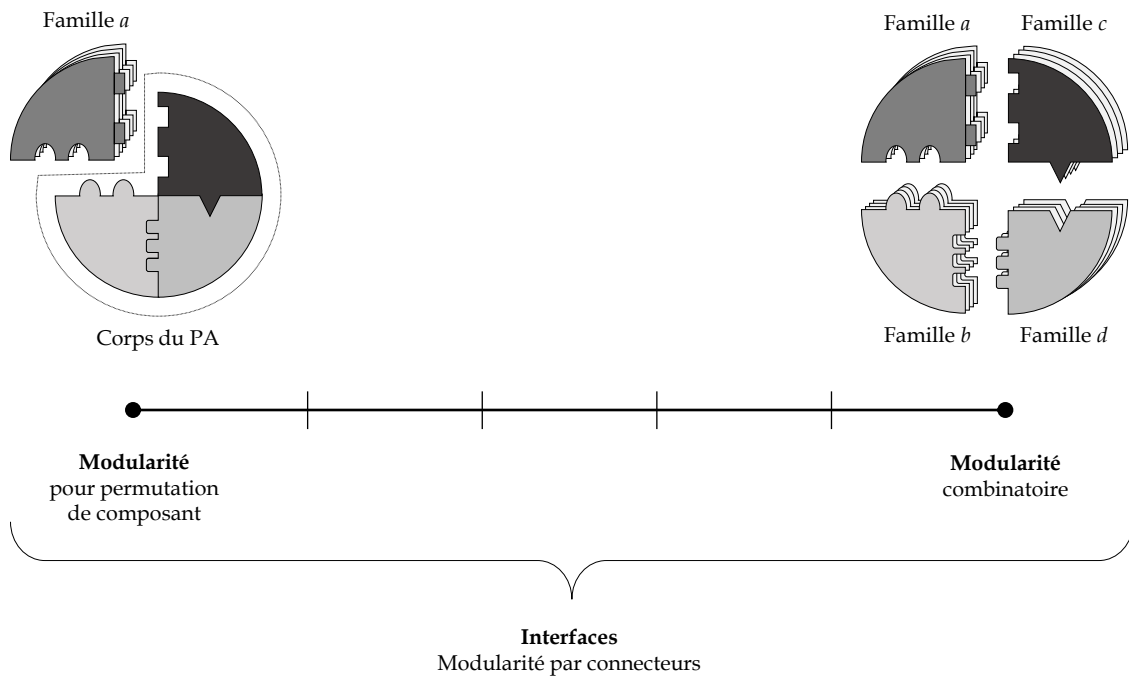 Famille a
Famille a
Famille c
Corps du PA
Famille b
Famille d
Modularité
pour permutation
de composant
Modularité
combinatoire
Interfaces
Modularité par connecteurs